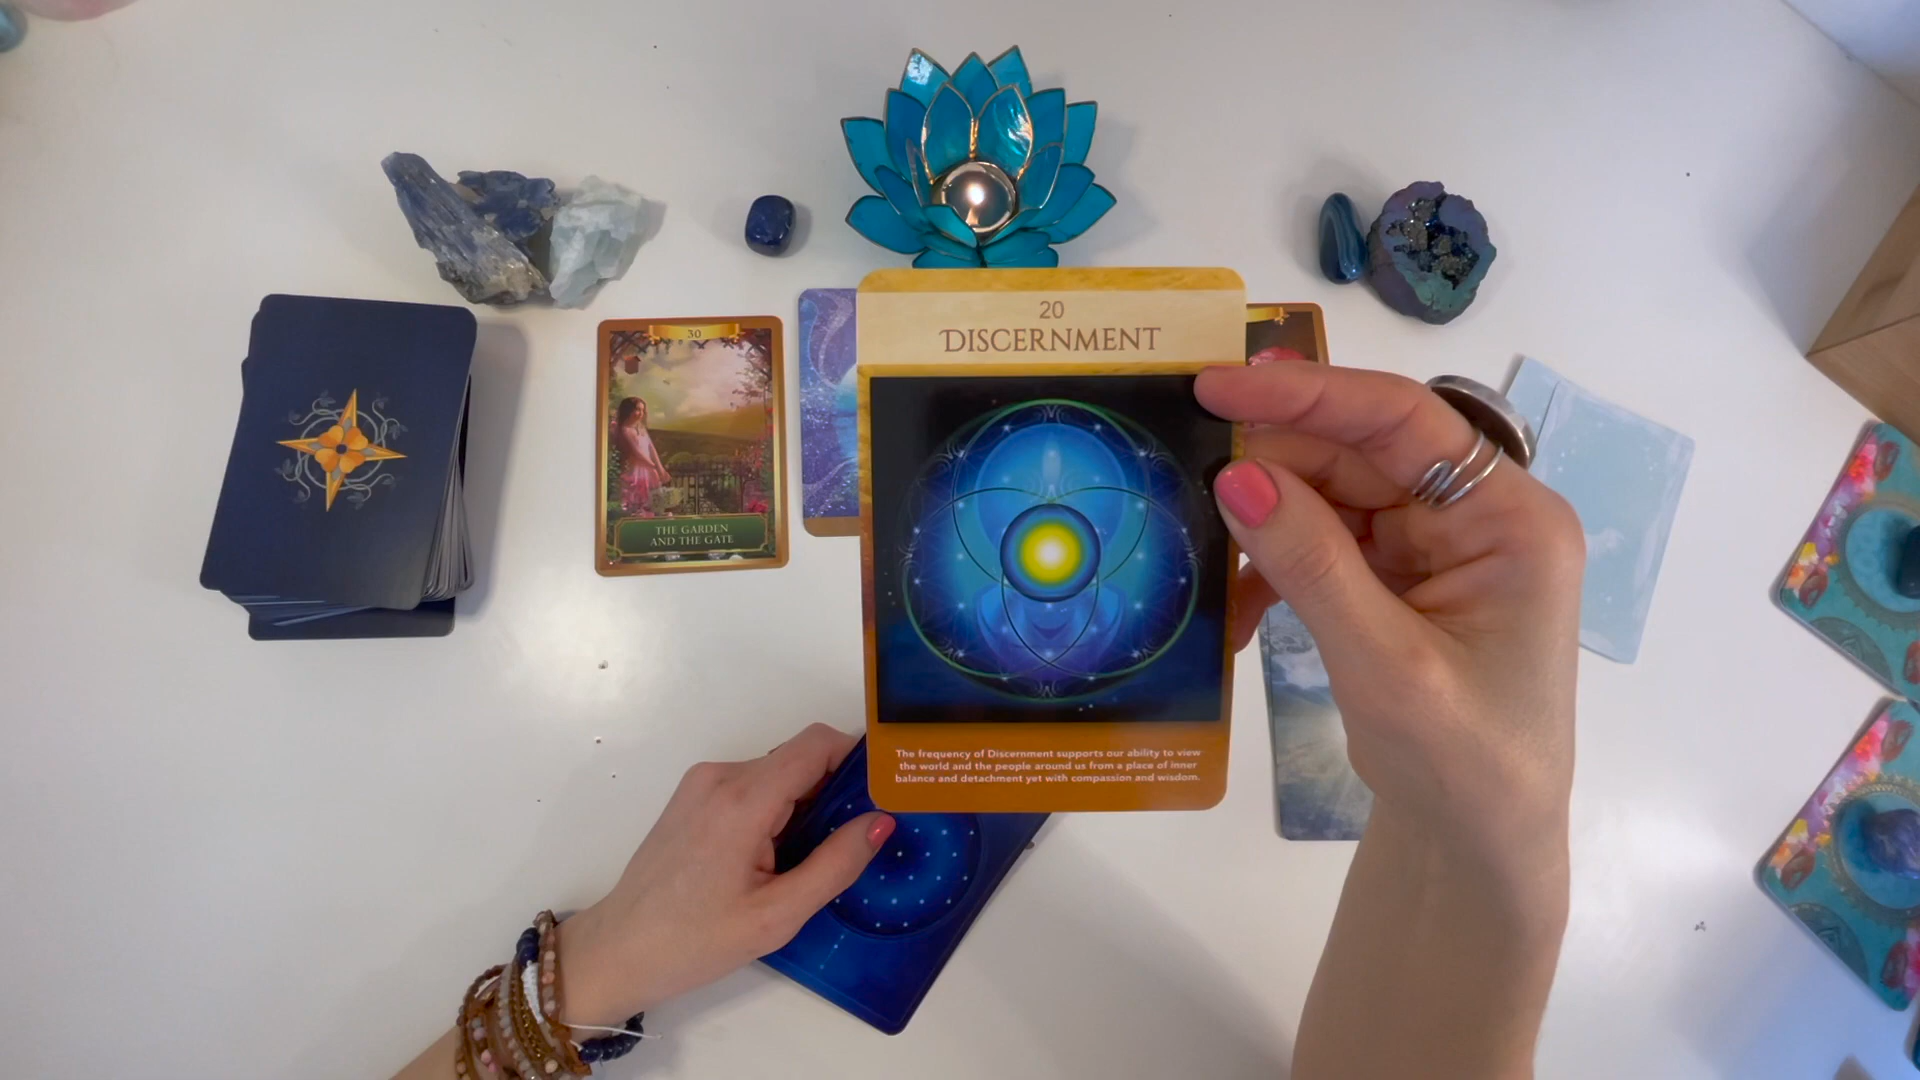 20
DISCERNMENT
The frequency of Discernment supports our ability to view
the world and the people around us from a place of inner
balance and detachment yet with compassion and wisdom.
30
THE GARDEN
AND THE GATE